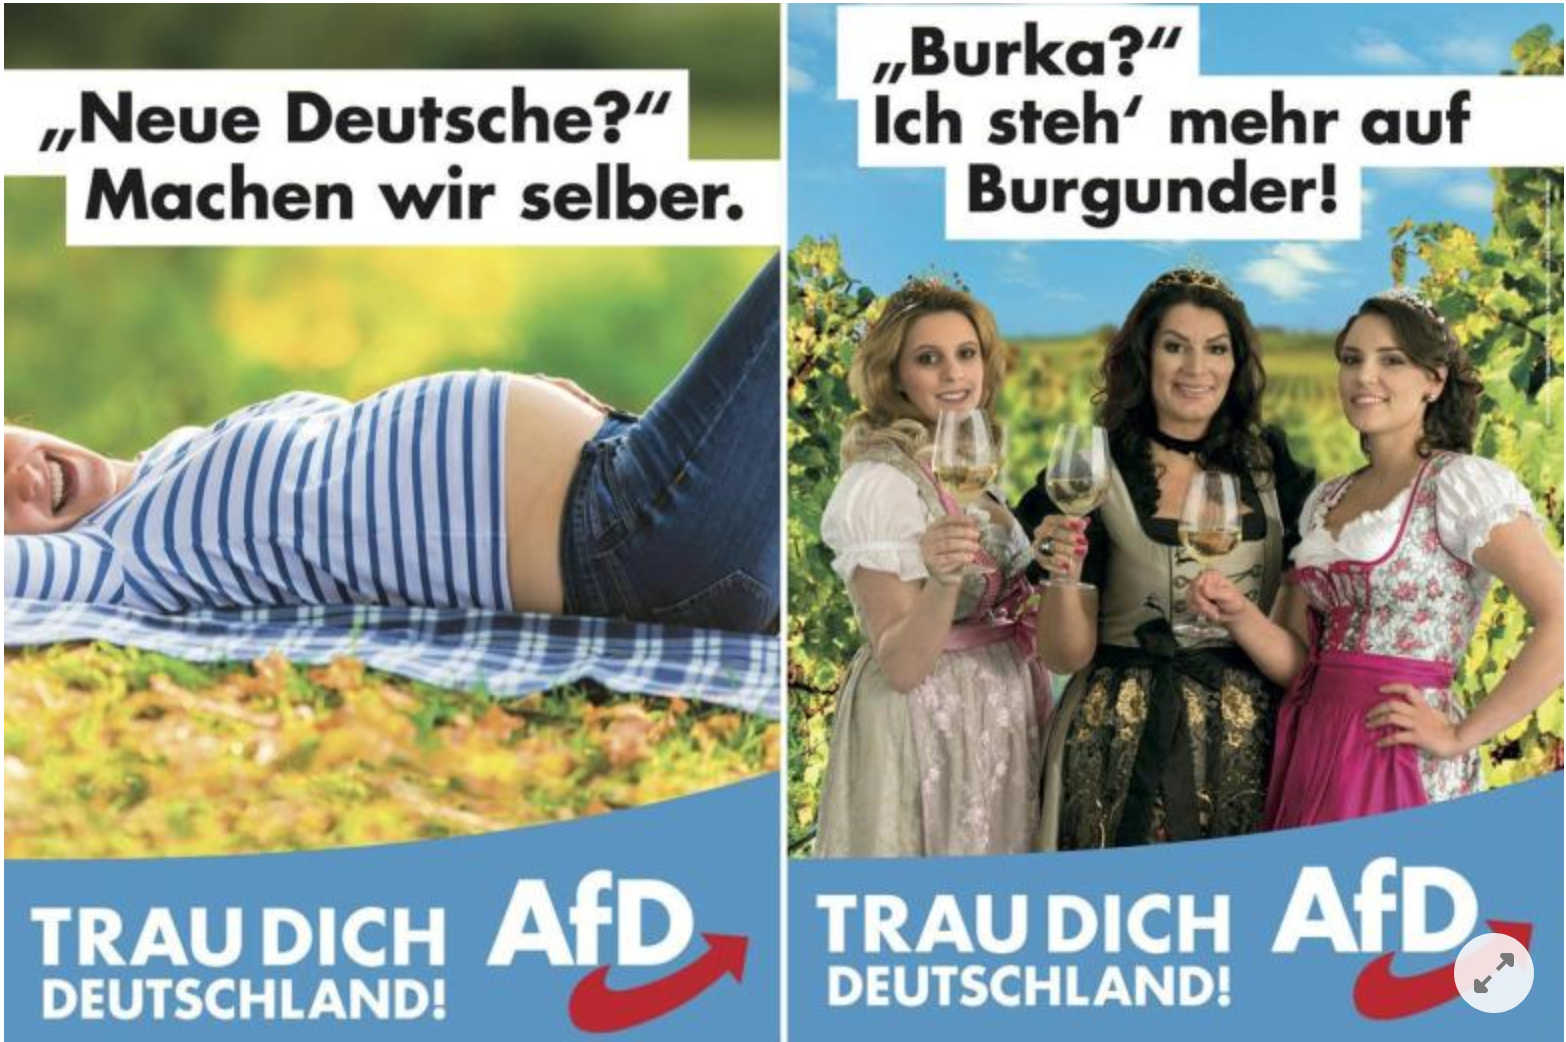 „Neue Deutsche?“
Machen wir selber.
TRAU DICH
DEUTSCHLAND!
AfD
„Burka?“
Ich steh‘ mehr auf
Burgunder!
TRAU DICH
DEUTSCHLAND!
AfD